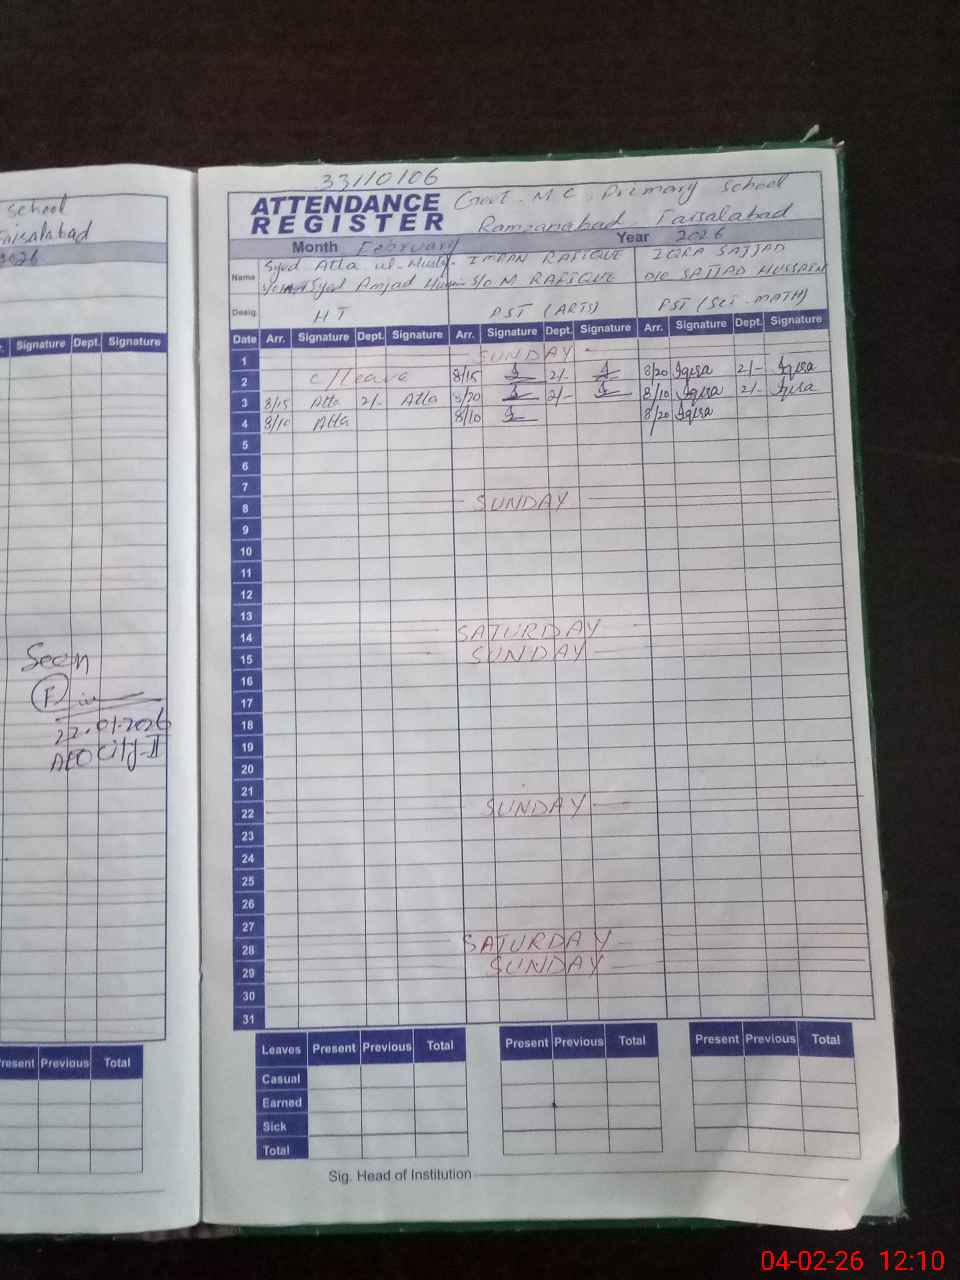 School
Faisalabad
2026
Signature Dept. Signature
Seen
22.01.2026
AEO City-II
Present Previous Total
33110106
ATTENDANCE REGISTER
Govt. M.C. Primary School
Ramzanabad Faisalabad
Month February Year 2026
Name Syed Atta ul- IMRAN RAFIQUE IQRA SAJJAD
Syed Amjad S/o M RAFIQUE D/O SAJJAD HUSSAIN
Desig. HT PST (ARTS) PST (SCI-MATH)
Date Arr. Signature Dept. Signature Arr. Signature Dept. Signature Arr. Signature Dept. Signature
1 SUNDAY
2 c/leave 8/15 2/- 8/20 Iqra 2/- Iqra
3 8/15 Atta 2/- Atta 8/20 2/- 8/10 Iqra 2/- Iqra
4 8/10 Atta 8/10 8/20 Iqra
5
6
7
8 SUNDAY
9
10
11
12
13
14 SATURDAY
15 SUNDAY
16
17
18
19
20
21
22 SUNDAY
23
24
25
26
27
28 SATURDAY
29 SUNDAY
30
31
Leaves Present Previous Total Present Previous Total Present Previous Total
Casual
Earned
Sick
Total
Sig. Head of Institution
04-02-26 12:10